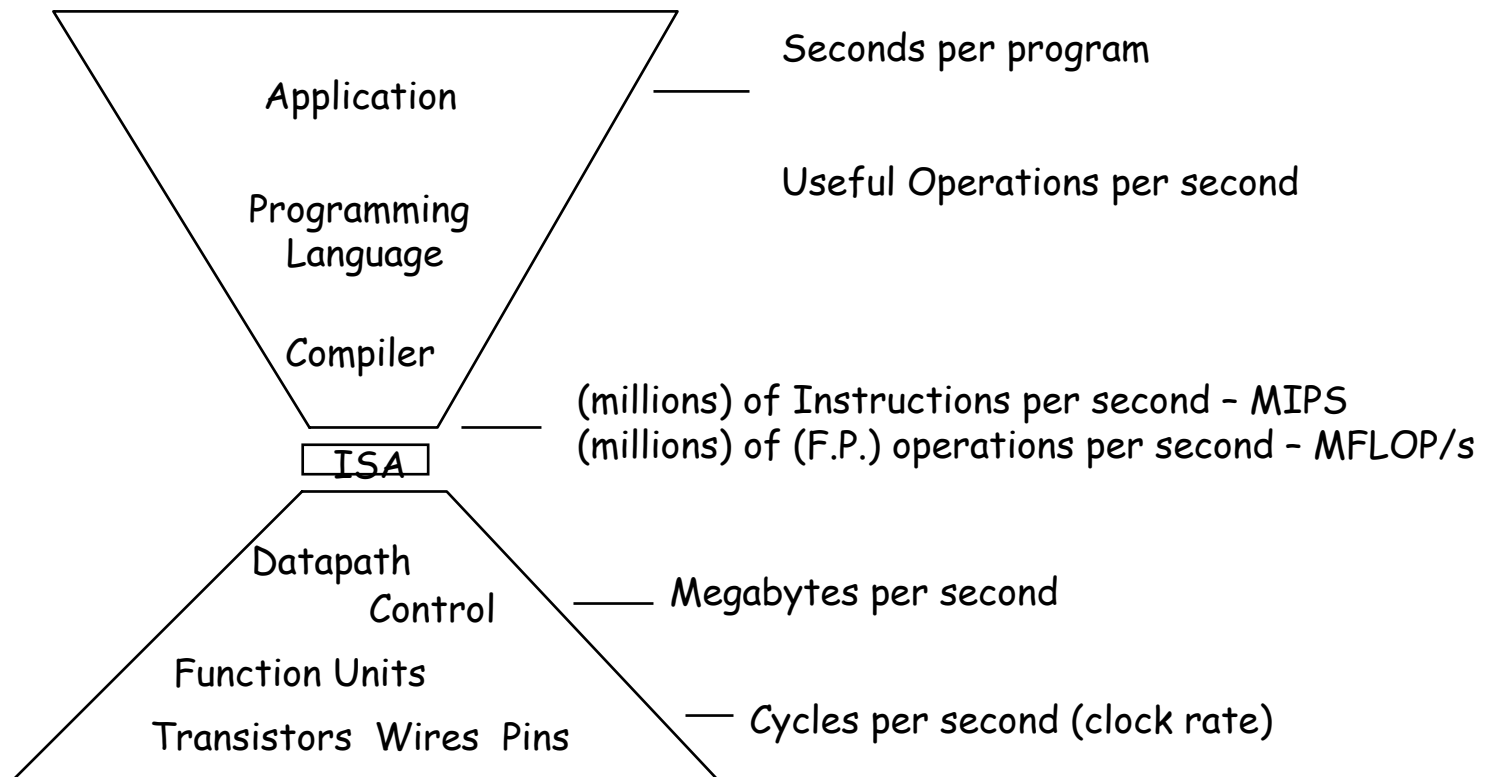 Seconds per program
Application
Useful Operations per second
Programming
Language
Compiler
(millions) of Instructions per second – MIPS
(millions) of (F.P.) operations per second – MFLOP/s
ISA
Datapath
Control
Megabytes per second
Function Units
Transistors Wires Pins
Cycles per second (clock rate)